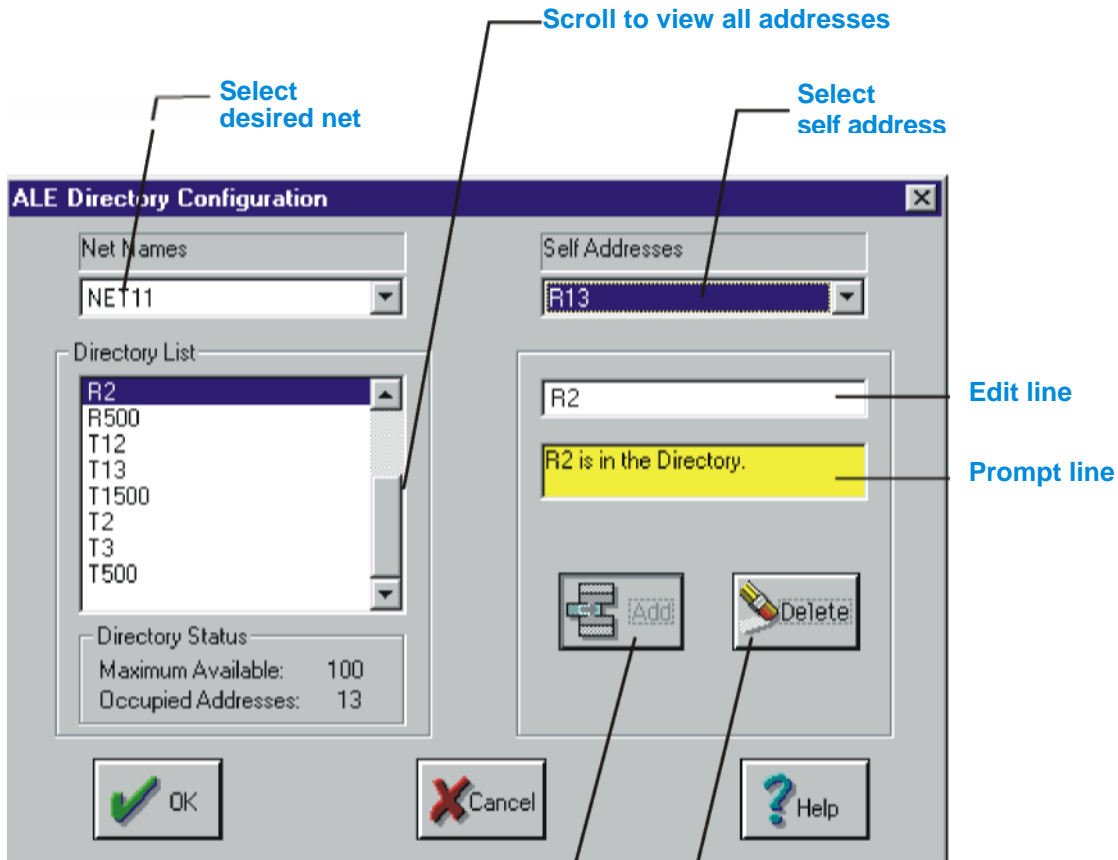 Scroll to view all addresses
Select
desired net
Select
self address
ALE Directory Configuration
Net Names
Self Addresses
NET11
R13
Directory List
R2
R500
T12
T13
T1500
T2
T3
T500
R2
Edit line
R2 is in the Directory.
Prompt line
Add
Delete
Directory Status
Maximum Available: 100
Occupied Addresses: 13
OK
Cancel
Help